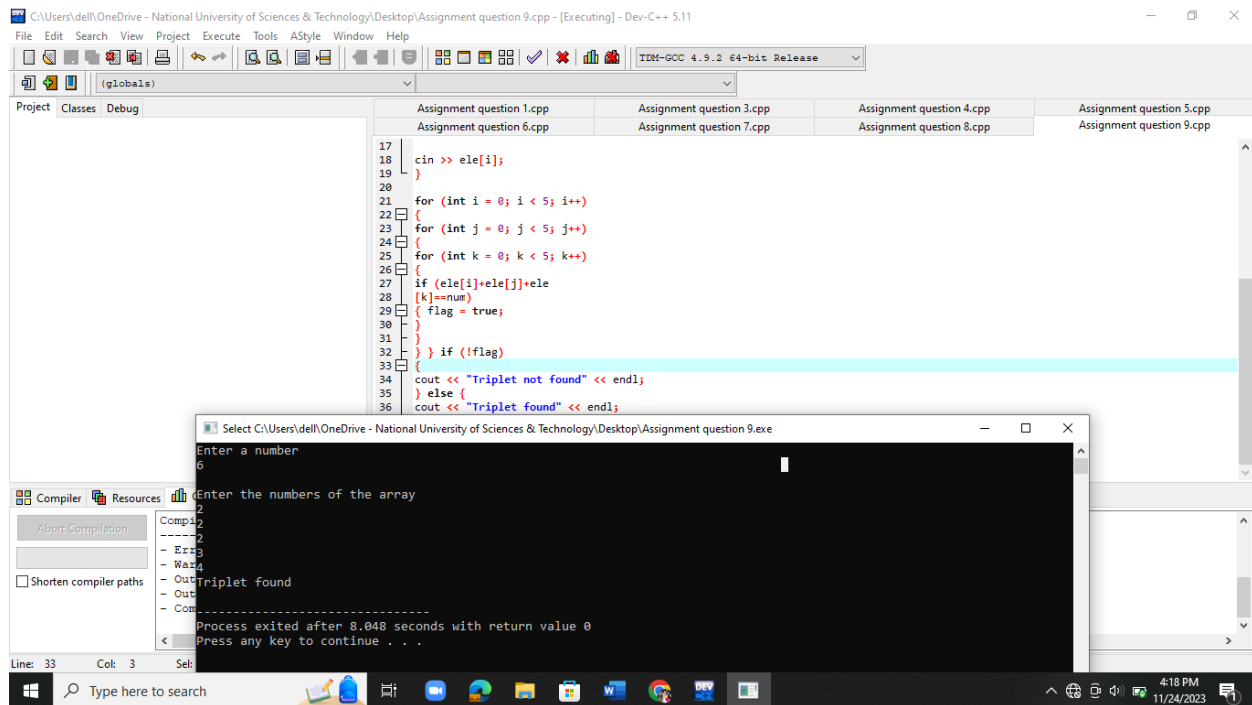 C:\Users\dell\OneDrive - National University of Sciences & Technology\Desktop\Assignment question 9.cpp - [Executing] - Dev-C++ 5.11
File Edit Search View Project Execute Tools AStyle Window Help
TDM-GCC 4.9.2 64-bit Release
(globals)
Project Classes Debug
Assignment question 1.cpp Assignment question 3.cpp Assignment question 4.cpp Assignment question 5.cpp
Assignment question 6.cpp Assignment question 7.cpp Assignment question 8.cpp Assignment question 9.cpp
17
18 cin >> ele[i];
19 }
20
21 for (int i = 0; i < 5; i++)
22 {
23 for (int j = 0; j < 5; j++)
24 {
25 for (int k = 0; k < 5; k++)
26 {
27 if (ele[i]+ele[j]+ele
28 [k]==num)
29 { flag = true;
30 }
31 }
32 } } if (!flag)
33 {
34 cout << "Triplet not found" << endl;
35 } else {
36 cout << "Triplet found" << endl;
Select C:\Users\dell\OneDrive - National University of Sciences & Technology\Desktop\Assignment question 9.exe
Enter a number
6
Enter the numbers of the array
2
2
2
3
4
Triplet found
--------------------------------
Process exited after 8.048 seconds with return value 0
Press any key to continue . . .
Compiler Resources
Abort Compilation
Shorten compiler paths
Compi
- Err
- War
- Out
- Out
- Com
Line: 33 Col: 3 Sel:
Type here to search
DEV
4:18 PM
11/24/2023